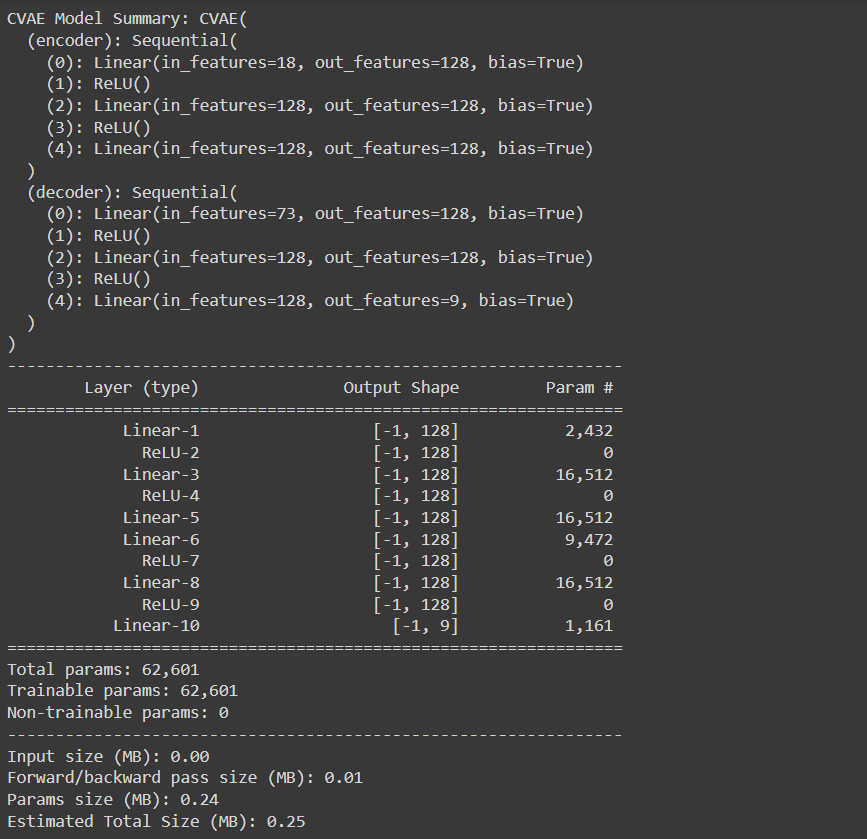 CVAE Model Summary: CVAE(
  (encoder): Sequential(
    (0): Linear(in_features=18, out_features=128, bias=True)
    (1): ReLU()
    (2): Linear(in_features=128, out_features=128, bias=True)
    (3): ReLU()
    (4): Linear(in_features=128, out_features=128, bias=True)
  )
  (decoder): Sequential(
    (0): Linear(in_features=73, out_features=128, bias=True)
    (1): ReLU()
    (2): Linear(in_features=128, out_features=128, bias=True)
    (3): ReLU()
    (4): Linear(in_features=128, out_features=9, bias=True)
  )
)
----------------------------------------------------------------
        Layer (type)               Output Shape         Param #
================================================================
            Linear-1                  [-1, 128]           2,432
              ReLU-2                  [-1, 128]               0
            Linear-3                  [-1, 128]          16,512
              ReLU-4                  [-1, 128]               0
            Linear-5                  [-1, 128]          16,512
            Linear-6                  [-1, 128]           9,472
              ReLU-7                  [-1, 128]               0
            Linear-8                  [-1, 128]          16,512
              ReLU-9                  [-1, 128]               0
           Linear-10                    [-1, 9]           1,161
================================================================
Total params: 62,601
Trainable params: 62,601
Non-trainable params: 0
----------------------------------------------------------------
Input size (MB): 0.00
Forward/backward pass size (MB): 0.01
Params size (MB): 0.24
Estimated Total Size (MB): 0.25